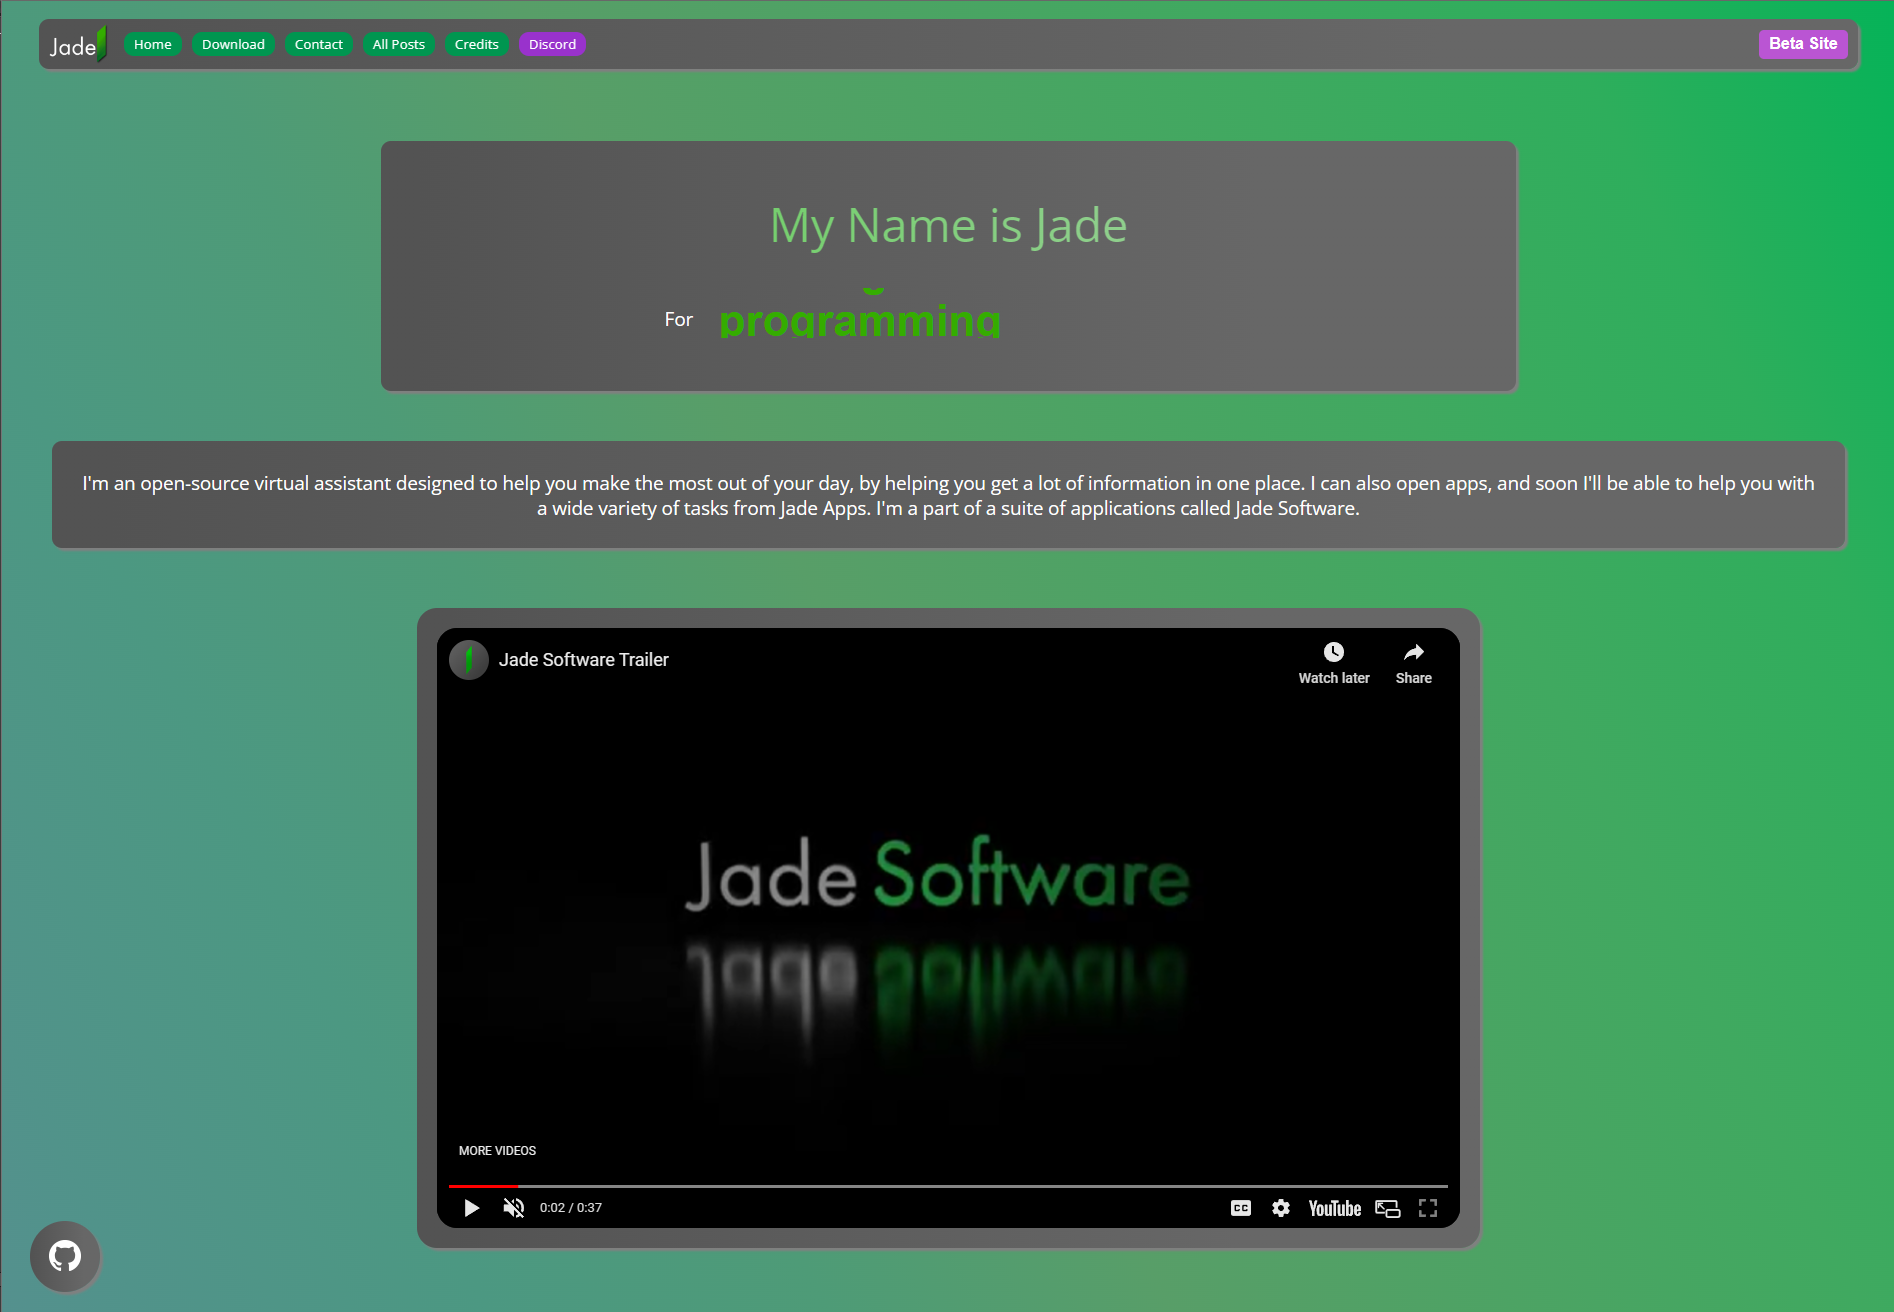 Jade
Home
Download
Contact
All Posts
Credits
Discord
Beta Site
My Name is Jade
For programming
I'm an open-source virtual assistant designed to help you make the most out of your day, by helping you get a lot of information in one place. I can also open apps, and soon I'll be able to help you with
a wide variety of tasks from Jade Apps. I'm a part of a suite of applications called Jade Software.
Jade Software Trailer
Watch later
Share
Jade Software
MORE VIDEOS
0:02 / 0:37
CC
YouTube